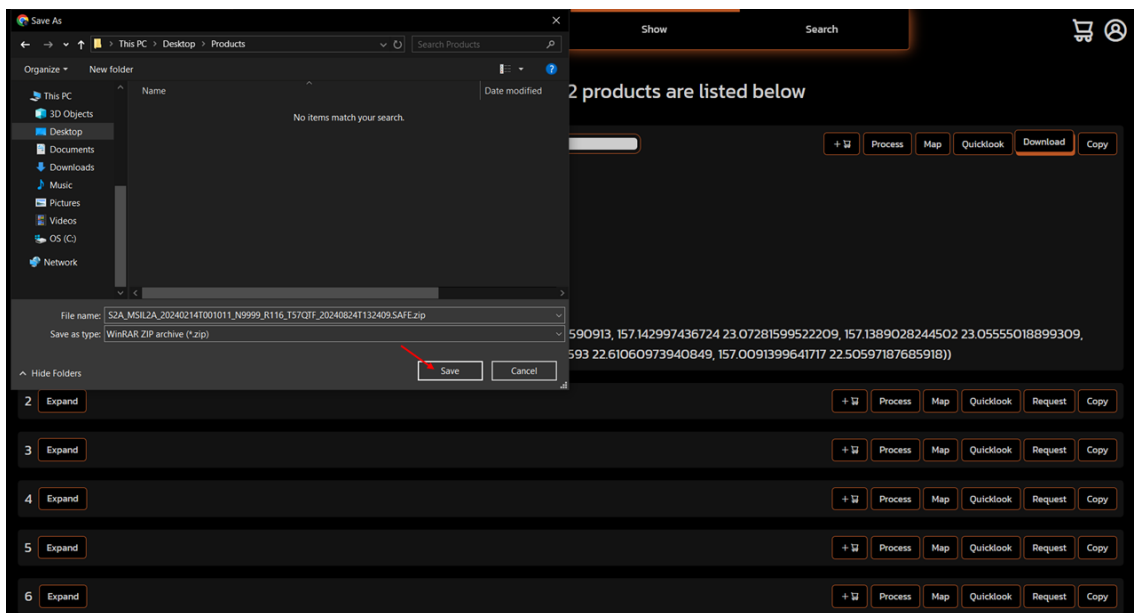 Save As
This PC > Desktop > Products
Search Products
Organize
New folder
This PC
3D Objects
Desktop
Documents
Downloads
Music
Pictures
Videos
OS (C:)
Network
Name
Date modified
No items match your search.
File name: S2A_MSIL2A_20240214T001011_N9999_R116_T57QTF_20240824T132409.SAFE.zip
Save as type: WinRAR ZIP archive (*.zip)
Hide Folders
Save
Cancel
Show
Search
2 products are listed below
+ Process Map Quicklook Download Copy
590913, 157.142997436724 23.07281599522209, 157.1389028244502 23.05555018899309,
593 22.61060973940849, 157.0091399641717 22.50597187685918))
2 Expand + Process Map Quicklook Request Copy
3 Expand + Process Map Quicklook Request Copy
4 Expand + Process Map Quicklook Request Copy
5 Expand + Process Map Quicklook Request Copy
6 Expand + Process Map Quicklook Request Copy